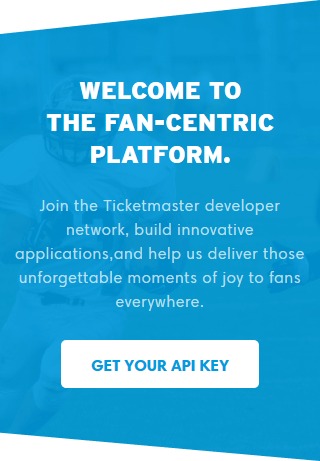 WELCOME TO
THE FAN-CENTRIC
PLATFORM.
Join the Ticketmaster developer
network, build innovative
applications,and help us deliver those
unforgettable moments of joy to fans
everywhere.
GET YOUR API KEY